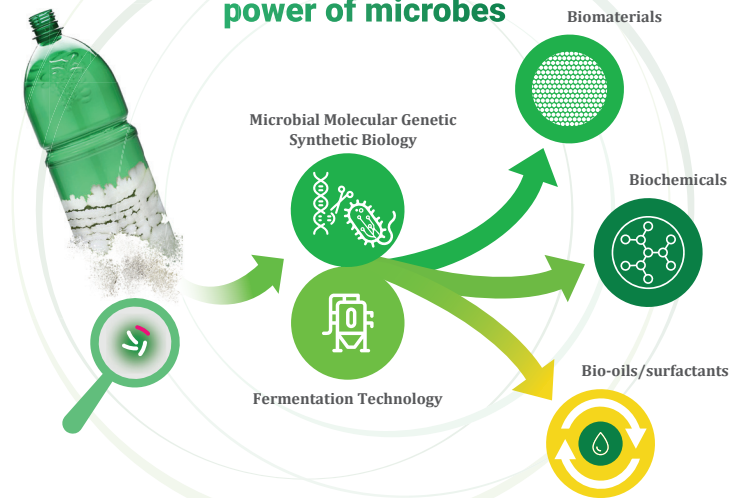 power of microbes
Biomaterials
Microbial Molecular Genetic
Synthetic Biology
Biochemicals
Bio-oils/surfactants
Fermentation Technology